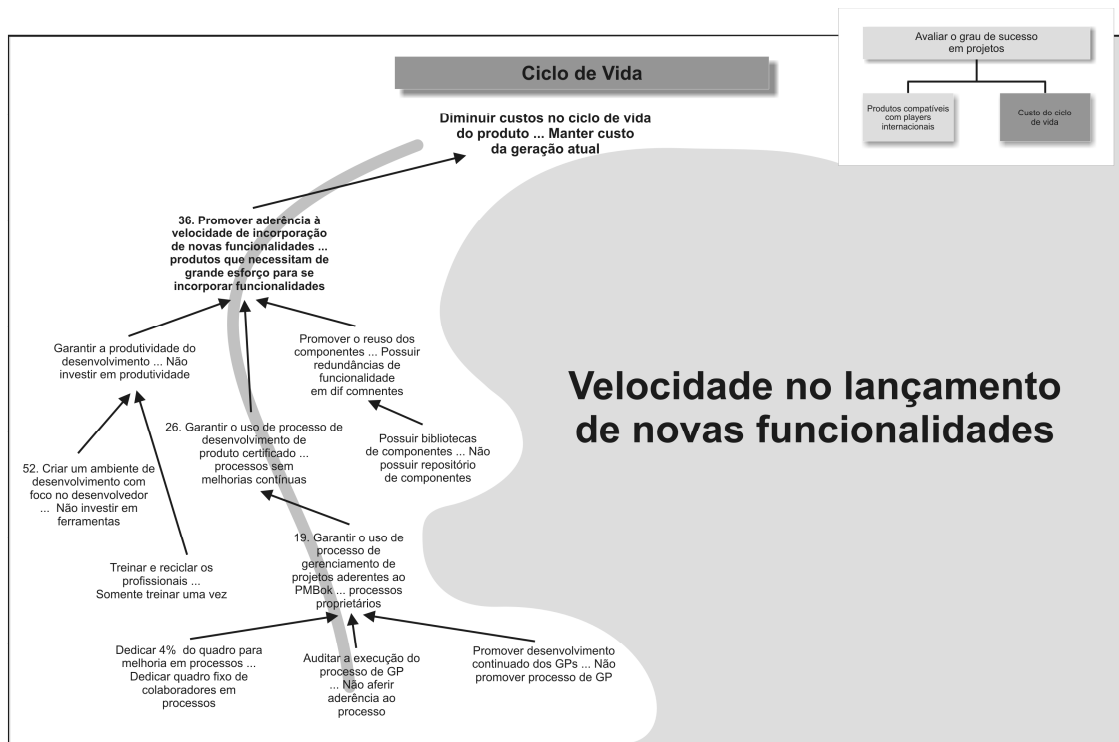 Avaliar o grau de sucesso
em projetos
Produtos compatíveis
com players
internacionais
Custo do ciclo
de vida
Ciclo de Vida
Diminuir custos no ciclo de vida
do produto ... Manter custo
da geração atual
36. Promover aderência à
velocidade de incorporação
de novas funcionalidades ...
produtos que necessitam de
grande esforço para se
incorporar funcionalidades
Garantir a produtividade do
desenvolvimento ... Não
investir em produtividade
Promover o reuso dos
componentes ... Possuir
redundâncias de
funcionalidade
em dif comnentes
Velocidade no lançamento
de novas funcionalidades
26. Garantir o uso de processo de
desenvolvimento de
produto certificado ...
processos sem
melhorias contínuas
Possuir bibliotecas
de componentes ... Não
possuir repositório
de componentes
52. Criar um ambiente de
desenvolvimento com
foco no desenvolvedor
... Não investir em
ferramentas
19. Garantir o uso de
processo de
gerenciamento de
projetos aderentes ao
PMBok ... processos
proprietários
Treinar e reciclar os
profissionais ...
Somente treinar uma vez
Dedicar 4% do quadro para
melhoria em processos ...
Dedicar quadro fixo de
colaboradores em
processos
Auditar a execução do
processo de GP
... Não aferir
aderência ao
processo
Promover desenvolvimento
continuado dos GPs ... Não
promover processo de GP